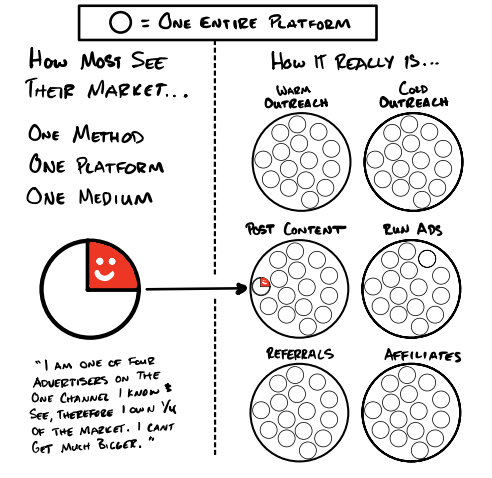 = ONE ENTIRE PLATFORM
HOW MOST SEE
THEIR MARKET...
ONE METHOD
ONE PLATFORM
ONE MEDIUM
"I AM ONE OF FOUR
ADVERTISERS ON THE
ONE CHANNEL I KNOW &
SEE, THEREFORE I OWN 1/4
OF THE MARKET. I CANT
GET MUCH BIGGER."
HOW IT REALLY IS...
WARM
OUTREACH
COLD
OUTREACH
POST CONTENT
RUN ADS
REFERRALS
AFFILIATES